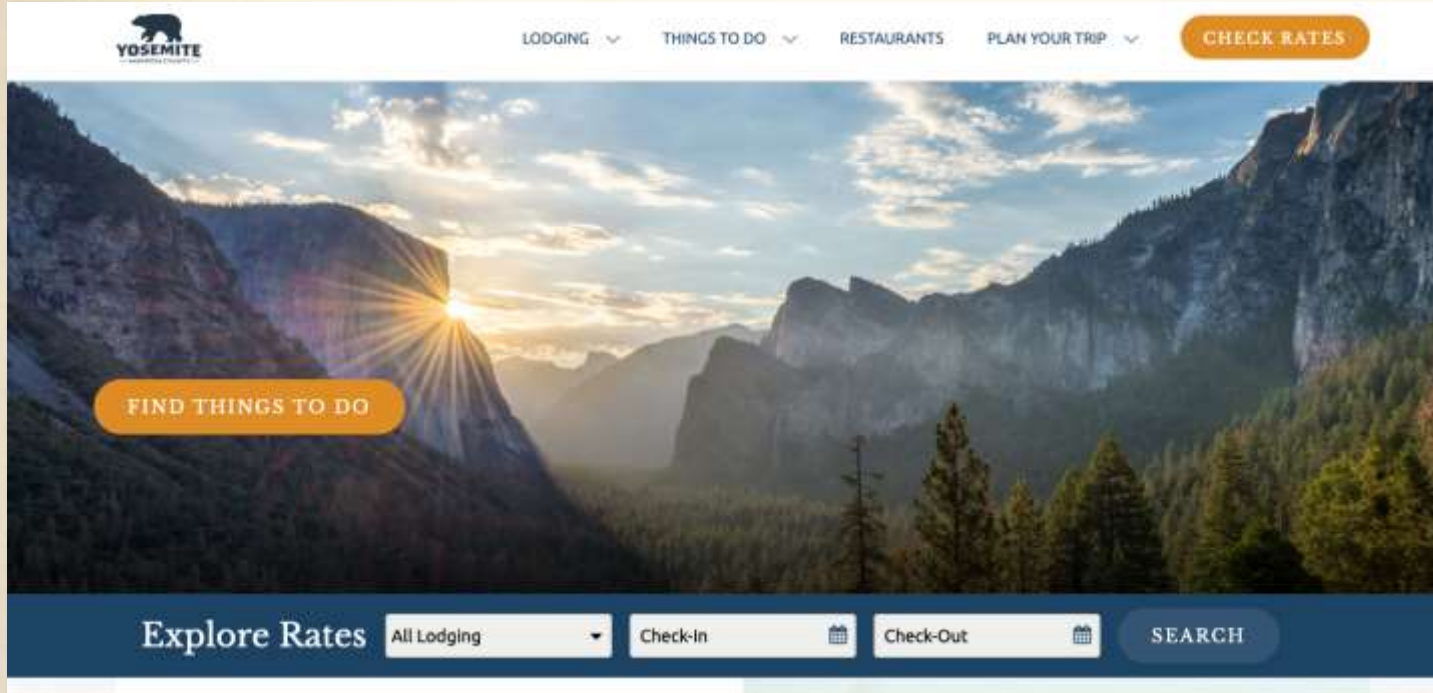 YOSEMITE
LODGING
THINGS TO DO
RESTAURANTS
PLAN YOUR TRIP
CHECK RATES
FIND THINGS TO DO
Explore Rates
All Lodging
Check-In
Check-Out
SEARCH